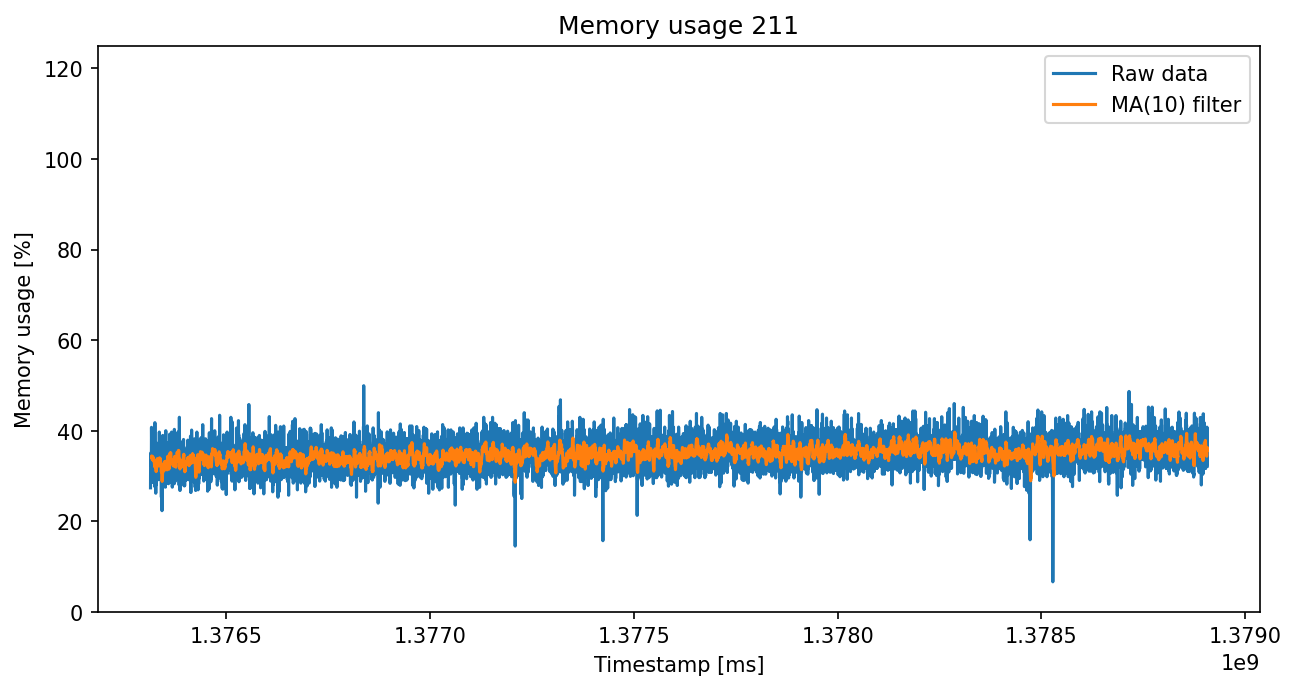 Memory usage 211
Raw data
MA(10) filter
Memory usage [%]
120
100
80
60
40
20
0
1.3765 1.3770 1.3775 1.3780 1.3785 1.3790
1e9
Timestamp [ms]